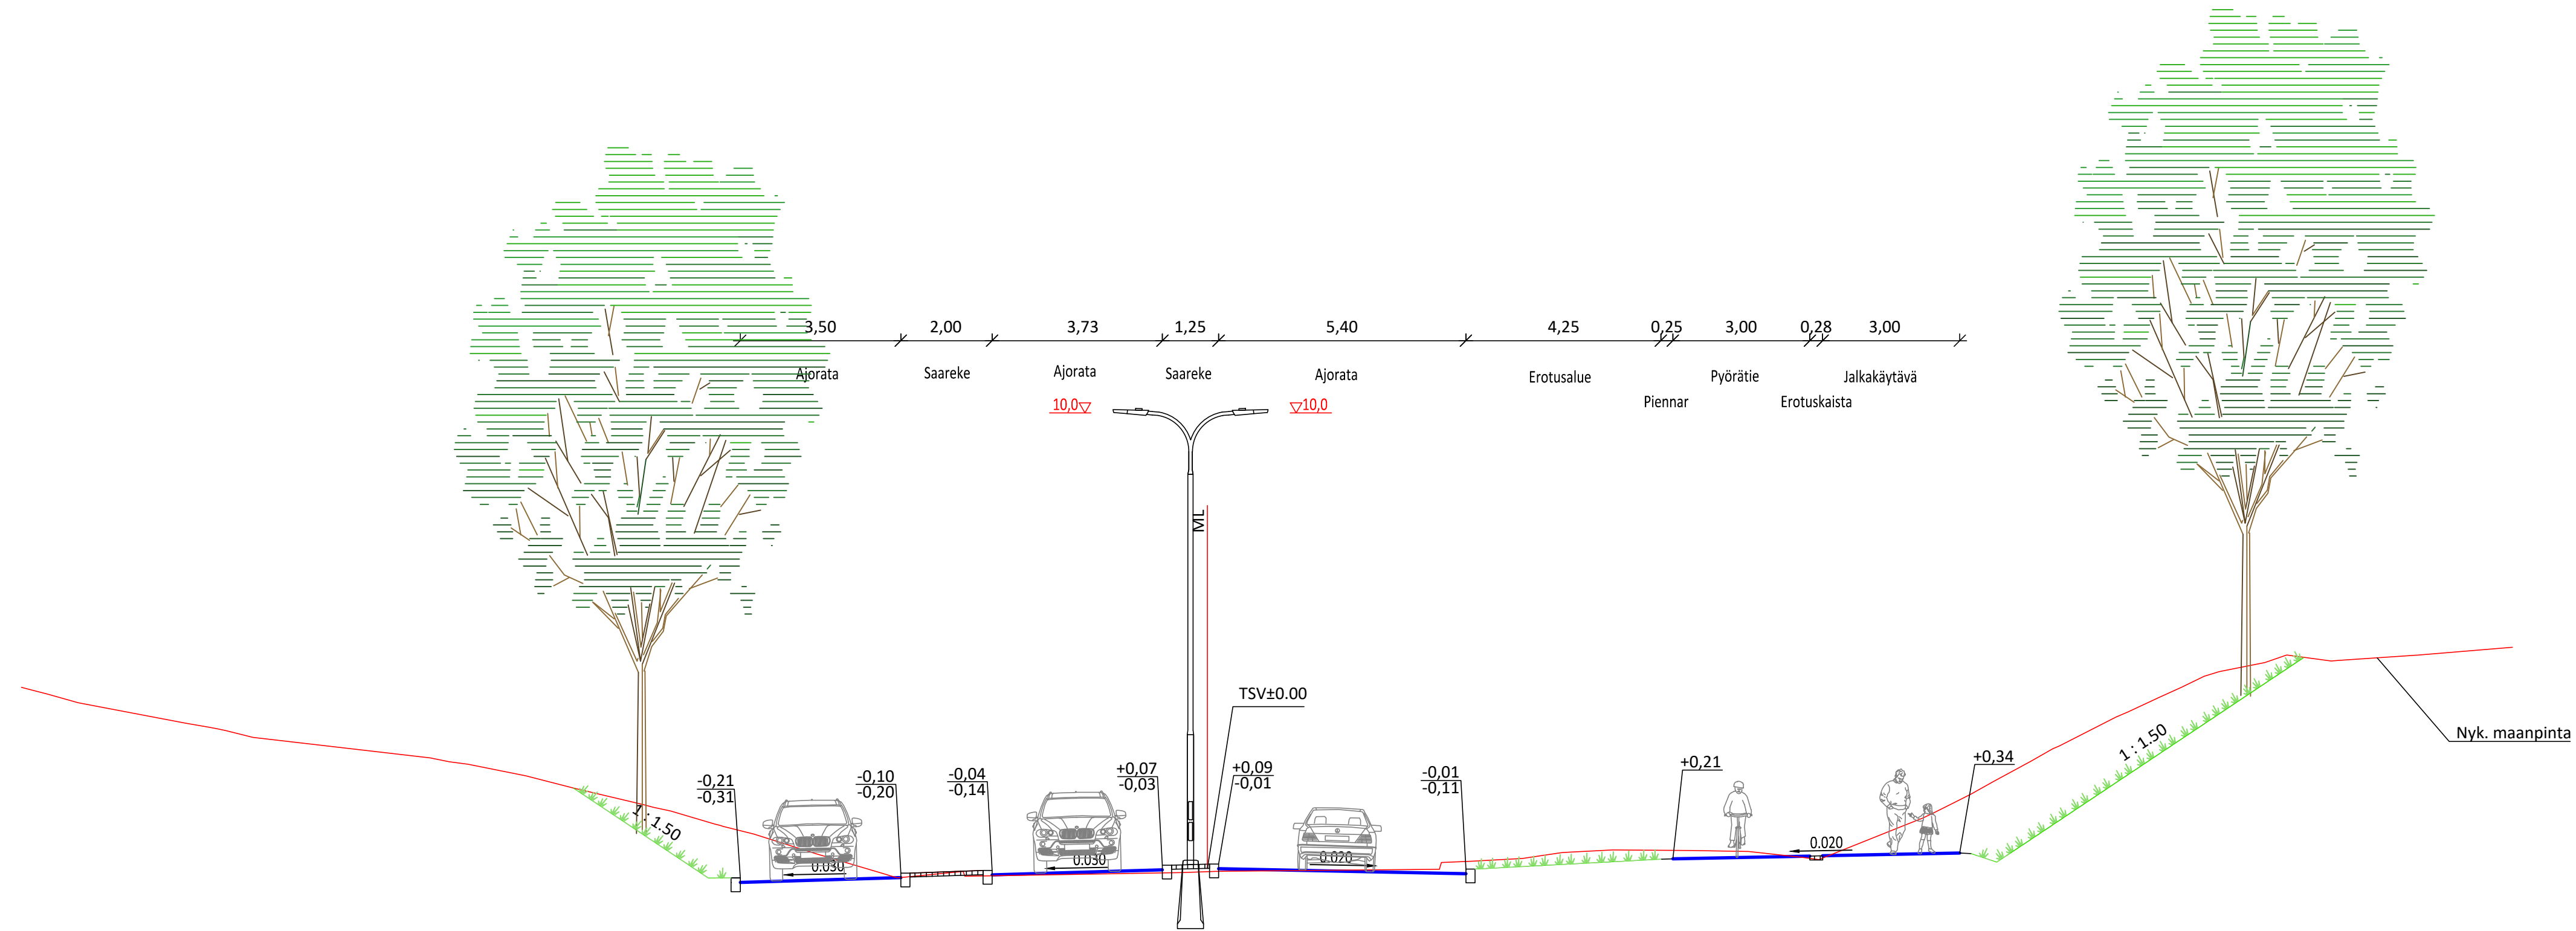 3,50 2,00 3,73 1,25 5,40 4,25 0,25 3,00 0,28 3,00
Ajorata Saareke Ajorata Saareke Ajorata Erotusalue Pyörätie Jalkakäytävä
Piennar Erotuskaista
10,0 10,0
ML
TSV±0.00
Nyk. maanpinta
1 : 1.50
+0,21
+0,34
-0,21
-0,31
-0,10
-0,20
-0,04
-0,14
+0,07
-0,03
+0,09
-0,01
-0,01
-0,11
1 : 1.50
0.030
0.030
0.020
0.020